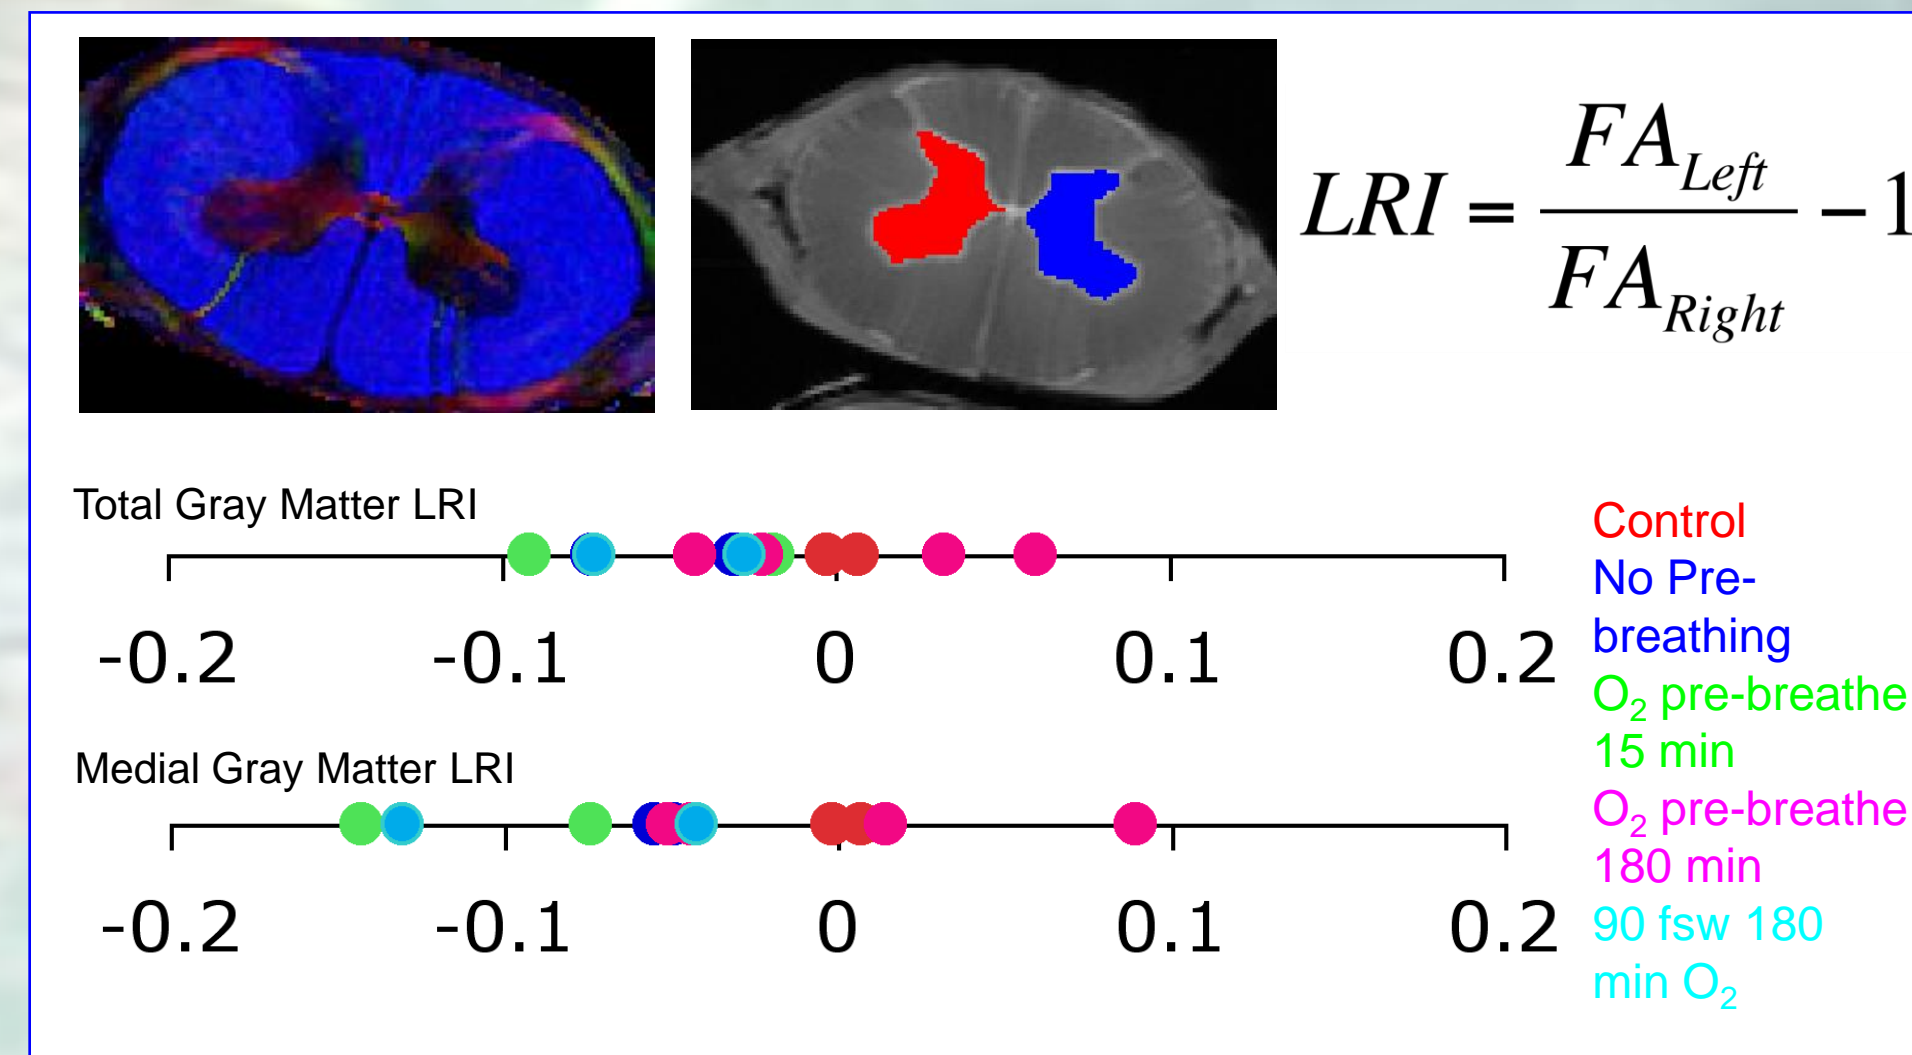 LRI = FA_Left / FA_Right − 1
Total Gray Matter LRI
-0.2 -0.1 0 0.1 0.2
Medial Gray Matter LRI
-0.2 -0.1 0 0.1 0.2
Control
No Pre-
breathing
O₂ pre-breathe
15 min
O₂ pre-breathe
180 min
90 fsw 180
min O₂